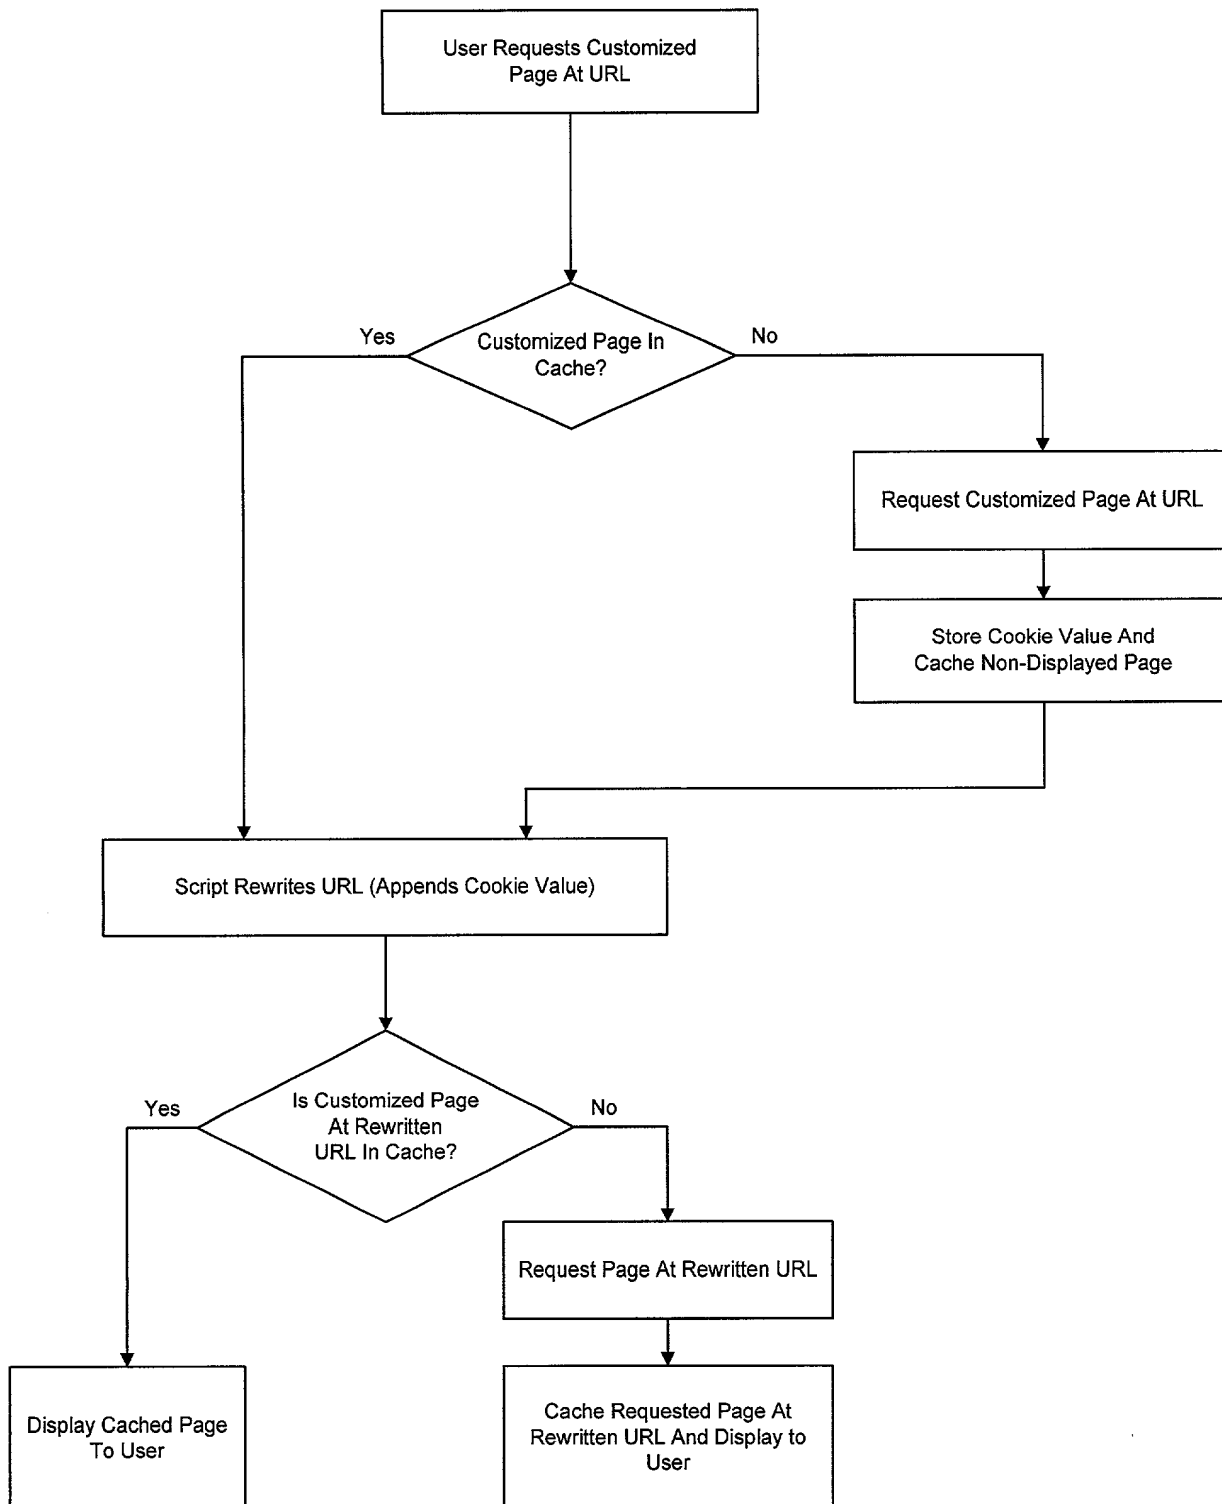 User Requests Customized
Page At URL
Yes
Customized Page In
Cache?
No
Request Customized Page At URL
Store Cookie Value And
Cache Non-Displayed Page
Script Rewrites URL (Appends Cookie Value)
Yes
Is Customized Page
At Rewritten
URL In Cache?
No
Request Page At Rewritten URL
Display Cached Page
To User
Cache Requested Page At
Rewritten URL And Display to
User